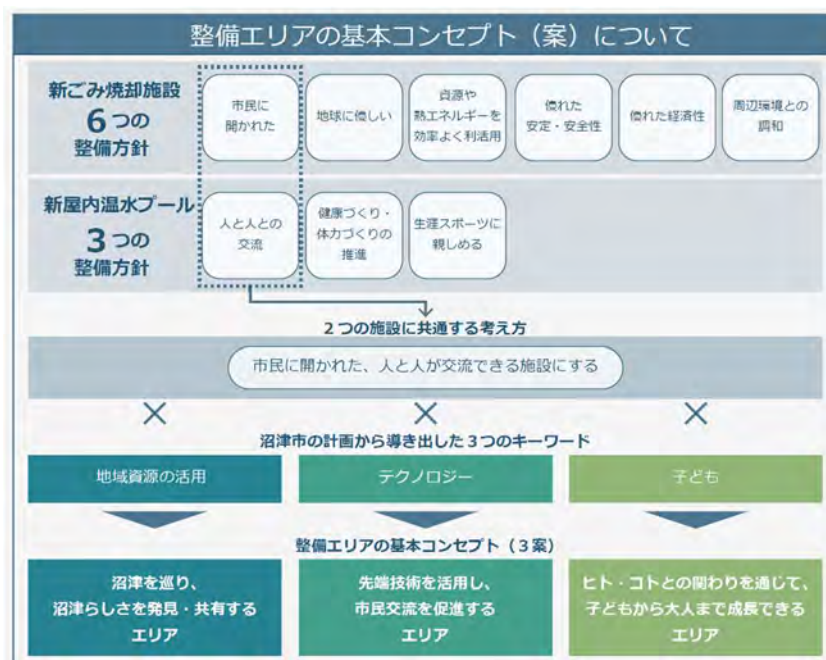 整備エリアの基本コンセプト（案）について
新ごみ焼却施設
6つの
整備方針
市民に
開かれた
地球に優しい
資源や
熱エネルギーを
効率よく利活用
優れた
安定・安全性
優れた経済性
周辺環境との
調和
新屋内温水プール
3つの
整備方針
人と人との
交流
健康づくり・
体力づくりの
推進
生涯スポーツに
親しめる
2つの施設に共通する考え方
市民に開かれた、人と人が交流できる施設にする
× × ×
沼津市の計画から導き出した3つのキーワード
地域資源の活用
テクノロジー
子ども
整備エリアの基本コンセプト（3案）
沼津を巡り、
沼津らしさを発見・共有する
エリア
先端技術を活用し、
市民交流を促進する
エリア
ヒト・コトとの関わりを通じて、
子どもから大人まで成長できる
エリア